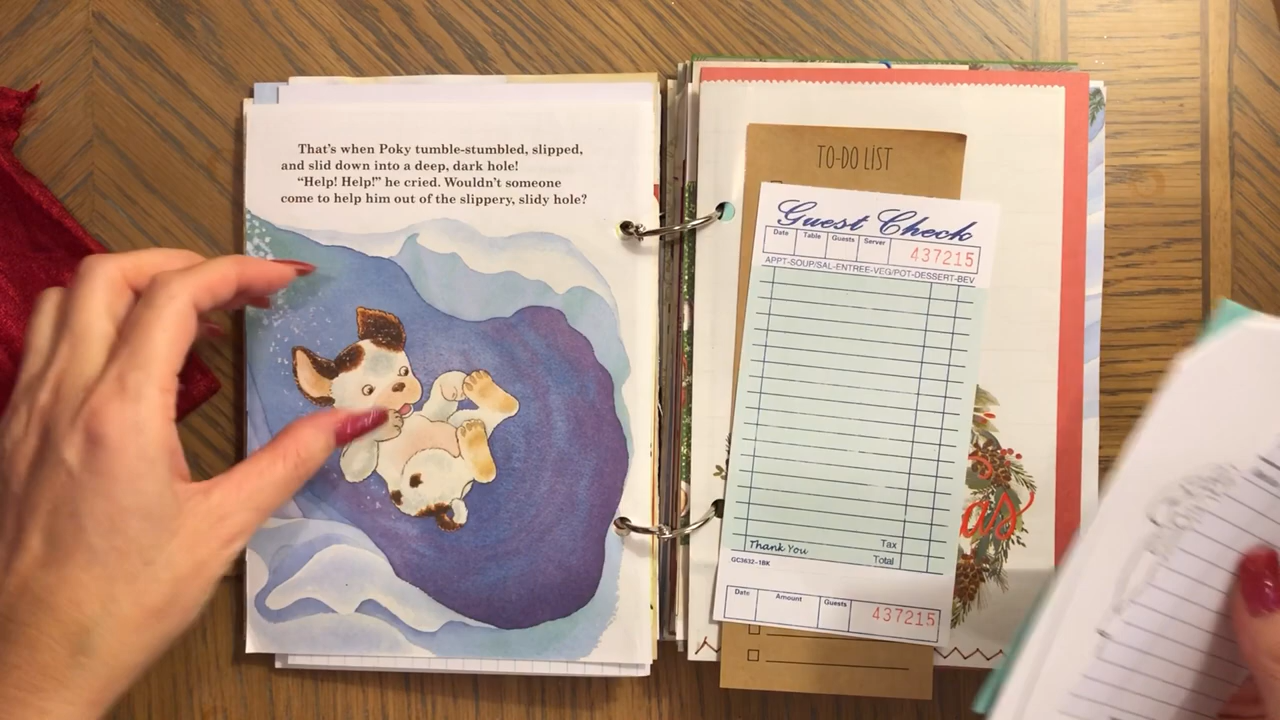 That's when Poky tumble-stumbled, slipped,
and slid down into a deep, dark hole!
"Help! Help!" he cried. Wouldn't someone
come to help him out of the slippery, slidy hole?
TO-DO LIST
Guest Check
Date Table Guests Server 437215
APPT-SOUP/SAL-ENTREE-VEG/POT-DESSERT-BEV
Thank You Tax
Total
GC3632-1BK
Date Amount Guests 437215
as